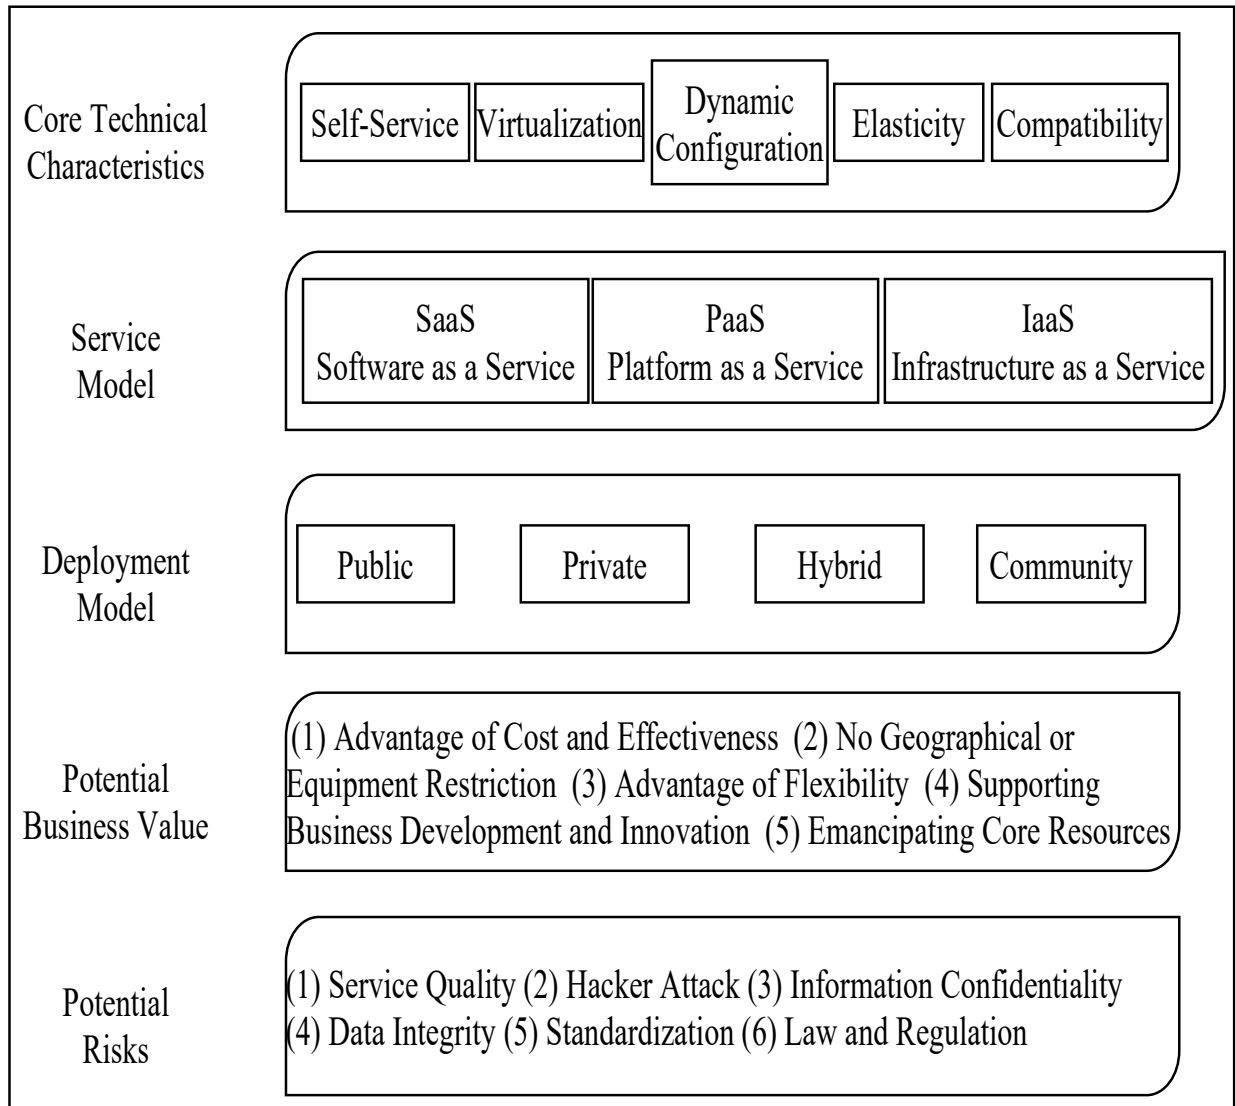 Core Technical
Characteristics
Self-Service
Virtualization
Dynamic
Configuration
Elasticity
Compatibility
Service
Model
SaaS
Software as a Service
PaaS
Platform as a Service
IaaS
Infrastructure as a Service
Deployment
Model
Public
Private
Hybrid
Community
Potential
Business Value
(1) Advantage of Cost and Effectiveness (2) No Geographical or
Equipment Restriction (3) Advantage of Flexibility (4) Supporting
Business Development and Innovation (5) Emancipating Core Resources
Potential
Risks
(1) Service Quality (2) Hacker Attack (3) Information Confidentiality
(4) Data Integrity (5) Standardization (6) Law and Regulation